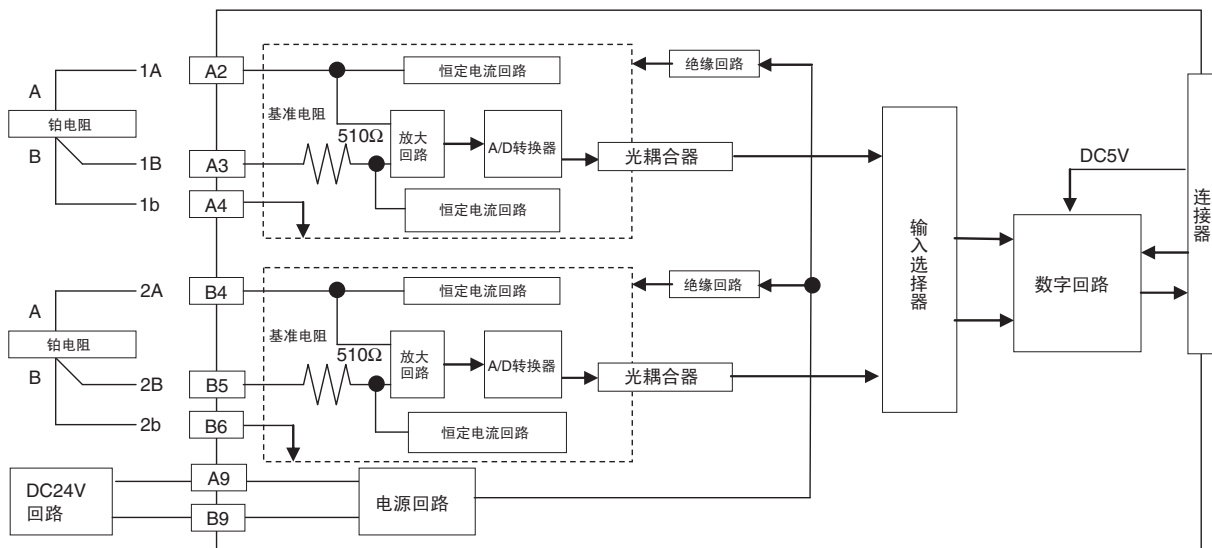 1A
A2
恒定电流回路
绝缘回路
A
铂电阻
基准电阻
510Ω
放大
回路
A/D转换器
光耦合器
B
1B
A3
1b
A4
恒定电流回路
DC5V
连接器
输入选择器
数字回路
2A
B4
恒定电流回路
绝缘回路
A
铂电阻
基准电阻
510Ω
放大
回路
A/D转换器
光耦合器
B
2B
B5
2b
B6
恒定电流回路
DC24V
回路
A9
B9
电源回路